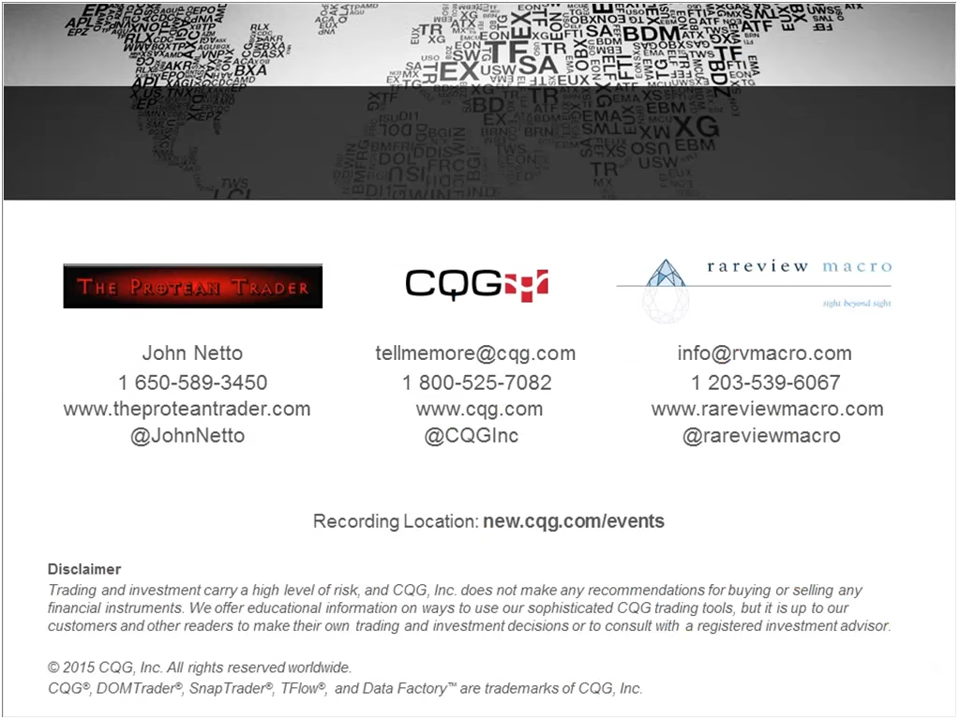 THE PROTEAN TRADER
CQG
rareview macro
sight beyond sight
John Netto
1 650-589-3450
www.theproteantrader.com
@JohnNetto
tellmemore@cqg.com
1 800-525-7082
www.cqg.com
@CQGInc
info@rvmacro.com
1 203-539-6067
www.rareviewmacro.com
@rareviewmacro
Recording Location: new.cqg.com/events
Disclaimer
Trading and investment carry a high level of risk, and CQG, Inc. does not make any recommendations for buying or selling any
financial instruments. We offer educational information on ways to use our sophisticated CQG trading tools, but it is up to our
customers and other readers to make their own trading and investment decisions or to consult with a registered investment advisor.
© 2015 CQG, Inc. All rights reserved worldwide.
CQG®, DOMTrader®, SnapTrader®, TFlow®, and Data Factory™ are trademarks of CQG, Inc.